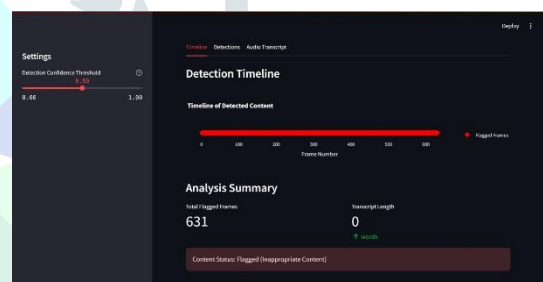 Deploy
Settings
Detection Confidence Threshold
0.50
0.00 1.00
Timeline Detections Audio Transcript
Detection Timeline
Timeline of Detected Content
0 100 200 300 400 500 600
Frame Number
Flagged Frames
Analysis Summary
Total Flagged Frames
631
Transcript Length
0
↑ words
Content Status: Flagged (Inappropriate Content)